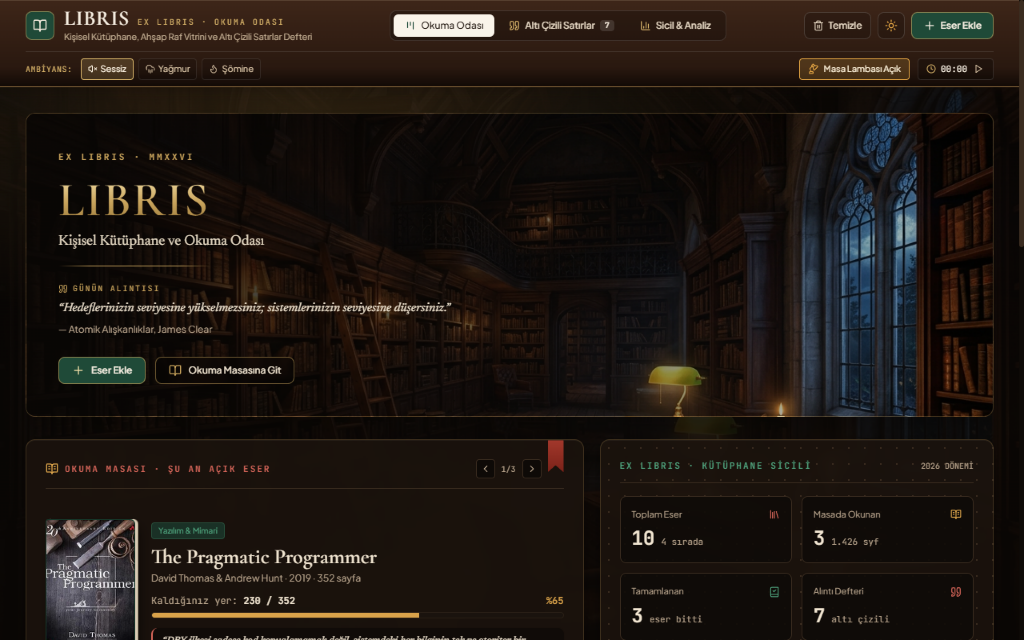 LIBRIS EX LIBRIS · OKUMA ODASI
Kişisel Kütüphane, Ahşap Raf Vitrini ve Altı Çizili Satırlar Defteri
Okuma Odası
Altı Çizili Satırlar 7
Sicil & Analiz
Temizle
Eser Ekle
AMBİYANS:
Sessiz
Yağmur
Şömine
Masa Lambası Açık
00:00
EX LIBRIS · MMXXVI
LIBRIS
Kişisel Kütüphane ve Okuma Odası
GÜNÜN ALINTISI
“Hedeflerinizin seviyesine yükselmezsiniz; sistemlerinizin seviyesine düşersiniz.”
— Atomik Alışkanlıklar, James Clear
Eser Ekle
Okuma Masasına Git
OKUMA MASASI · ŞU AN AÇIK ESER
1/3
Yazılım & Mimari
The Pragmatic Programmer
David Thomas & Andrew Hunt · 2019 · 352 sayfa
Kaldığınız yer: 230 / 352
%65
The
Pragmatic
Programmer
DAVID THOMAS
EX LIBRIS · KÜTÜPHANE SİCİLİ
2026 DÖNEMİ
Toplam Eser
10 4 sırada
Masada Okunan
3 1.426 syf
Tamamlanan
3 eser bitti
Alıntı Defteri
7 altı çizili